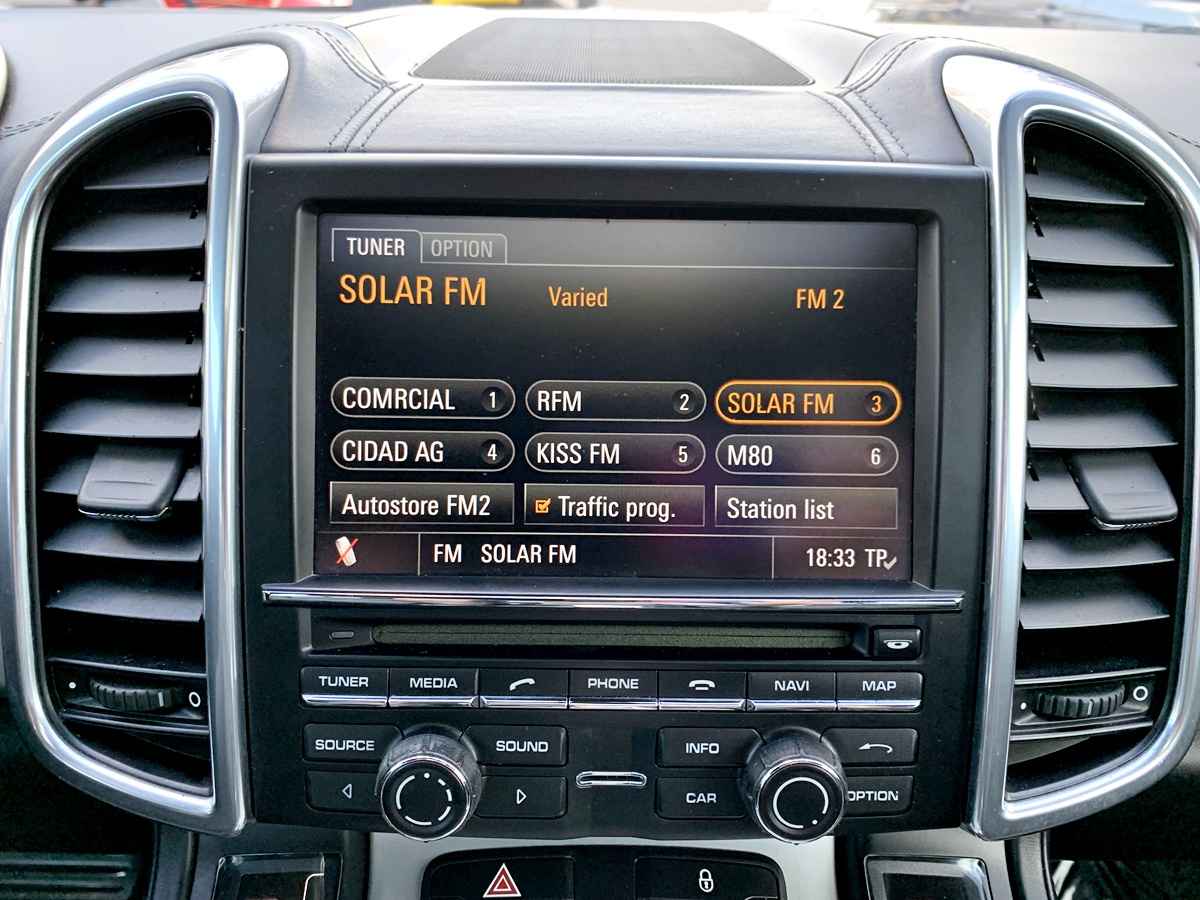 TUNER OPTION
SOLAR FM Varied FM 2
COMRCIAL 1 RFM 2 SOLAR FM 3
CIDAD AG 4 KISS FM 5 M80 6
Autostore FM2 Traffic prog. Station list
FM SOLAR FM 18:33 TP
TUNER MEDIA PHONE NAVI MAP
SOURCE SOUND INFO
CAR OPTION